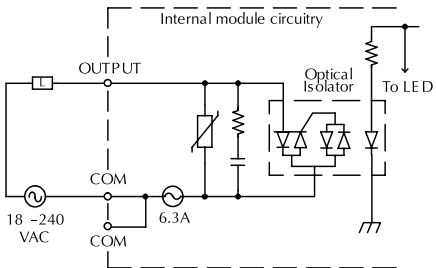 Internal module circuitry
OUTPUT
Optical
Isolator
To LED
L
COM
18 –240
VAC
6.3A
COM